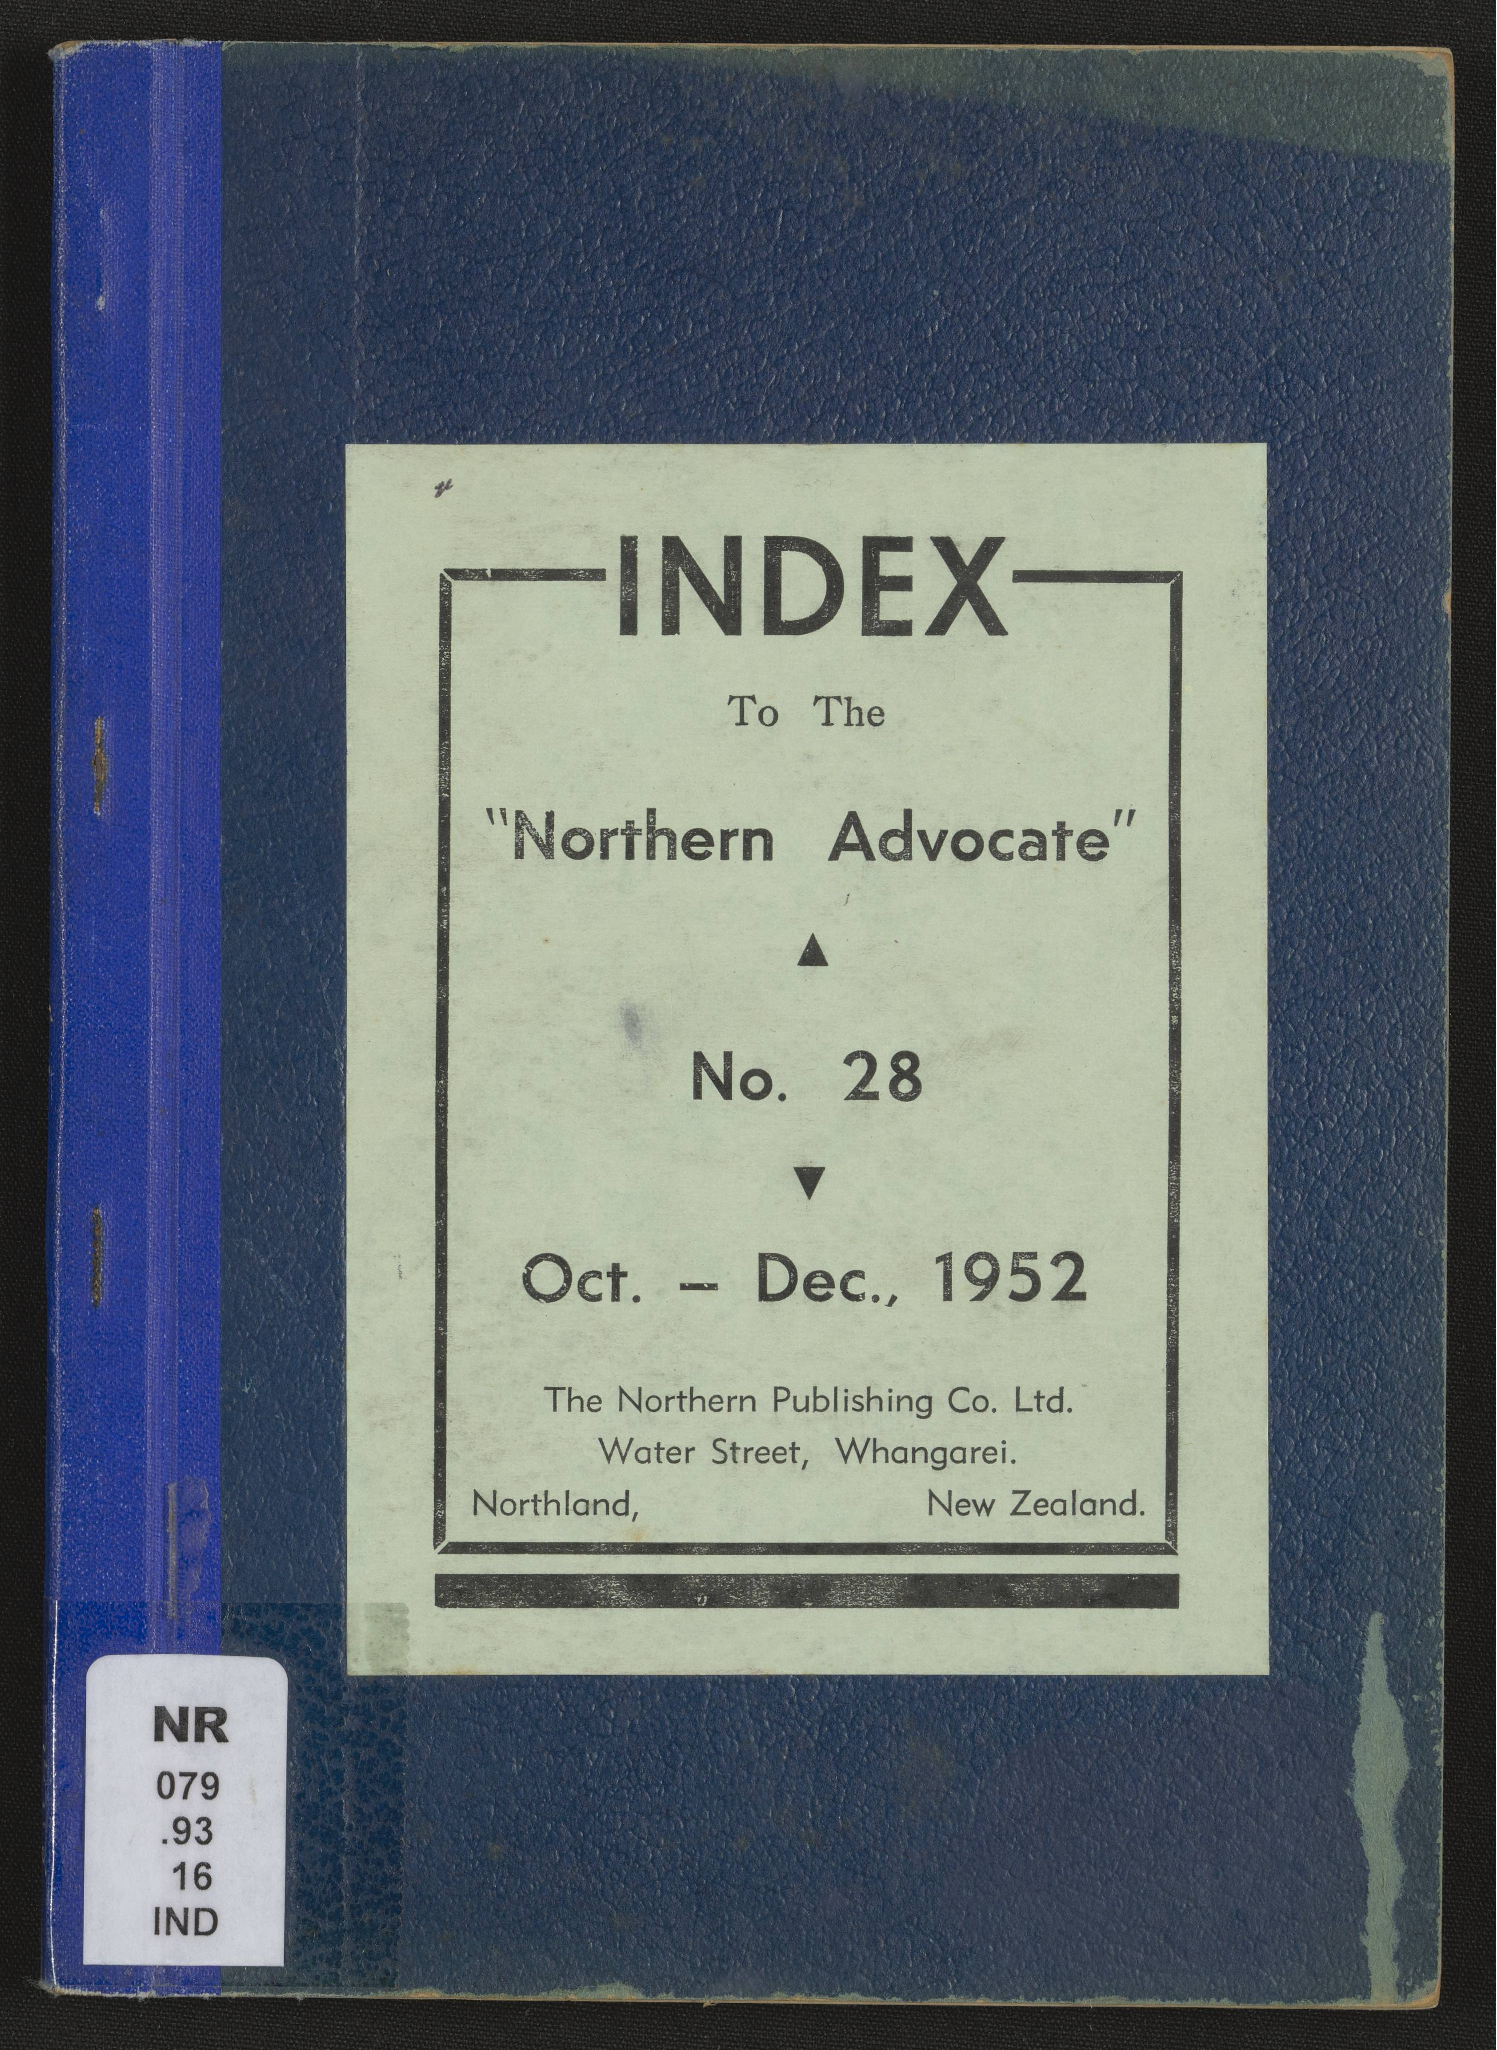 INDEX
To The
"Northern Advocate"
No. 28
Oct. – Dec., 1952
The Northern Publishing Co. Ltd.
Water Street, Whangarei.
Northland, New Zealand.
NR
079
.93
16
IND